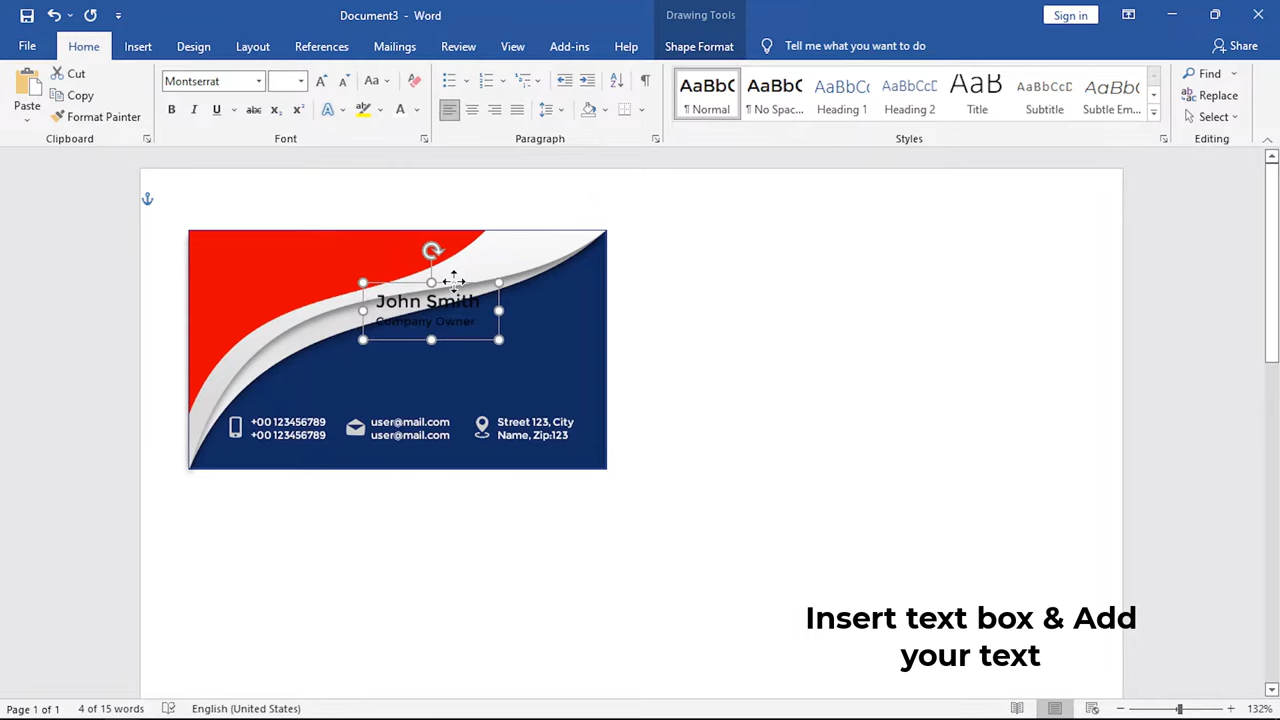 Document3 - Word
Drawing Tools
Sign in
File Home Insert Design Layout References Mailings Review View Add-ins Help Shape Format Tell me what you want to do Share
Paste
Cut
Copy
Format Painter
Clipboard
Montserrat
Font
Paragraph
AaBbC
¶ Normal
AaBbC
¶ No Spac...
AaBbC
Heading 1
AaBbC
Heading 2
AaB
Title
AaBbCcD
Subtitle
AaBbCcD
Subtle Em...
Styles
Find
Replace
Select
Editing
John Smith
Company Owner
+00 123456789
+00 123456789
user@mail.com
user@mail.com
Street 123, City
Name, Zip:123
Insert text box & Add
your text
Page 1 of 1 4 of 15 words English (United States) 132%